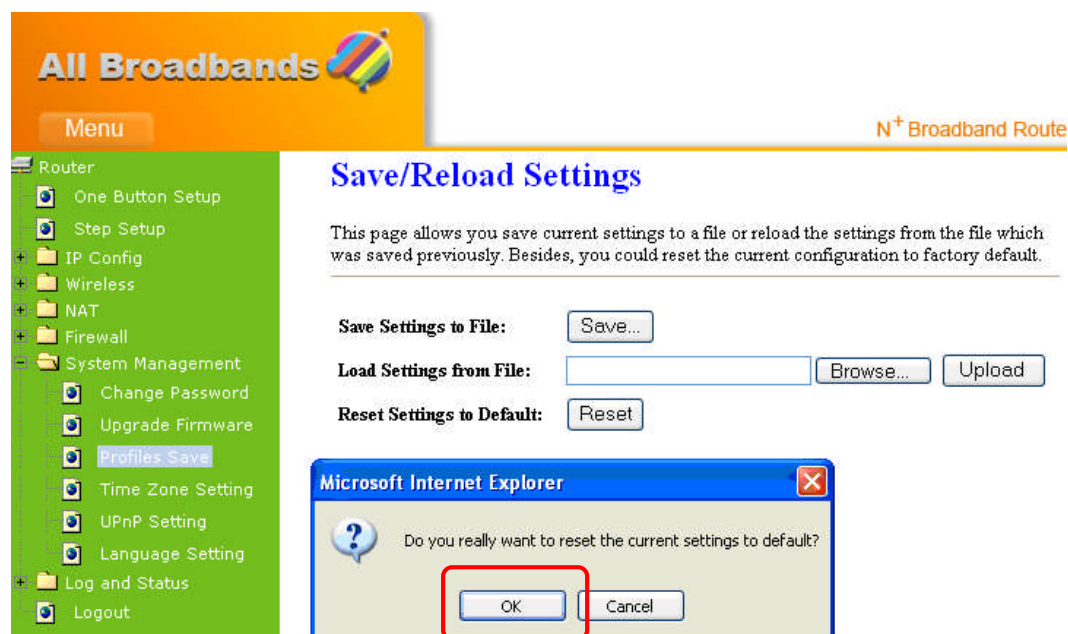 All Broadbands
Menu
N+ Broadband Route
Router
One Button Setup
Step Setup
IP Config
Wireless
NAT
Firewall
System Management
Change Password
Upgrade Firmware
Profiles Save
Time Zone Setting
UPnP Setting
Language Setting
Log and Status
Logout
Save/Reload Settings
This page allows you save current settings to a file or reload the settings from the file which
was saved previously. Besides, you could reset the current configuration to factory default.
Save Settings to File: Save...
Load Settings from File: Browse... Upload
Reset Settings to Default: Reset
Microsoft Internet Explorer
Do you really want to reset the current settings to default?
OK Cancel